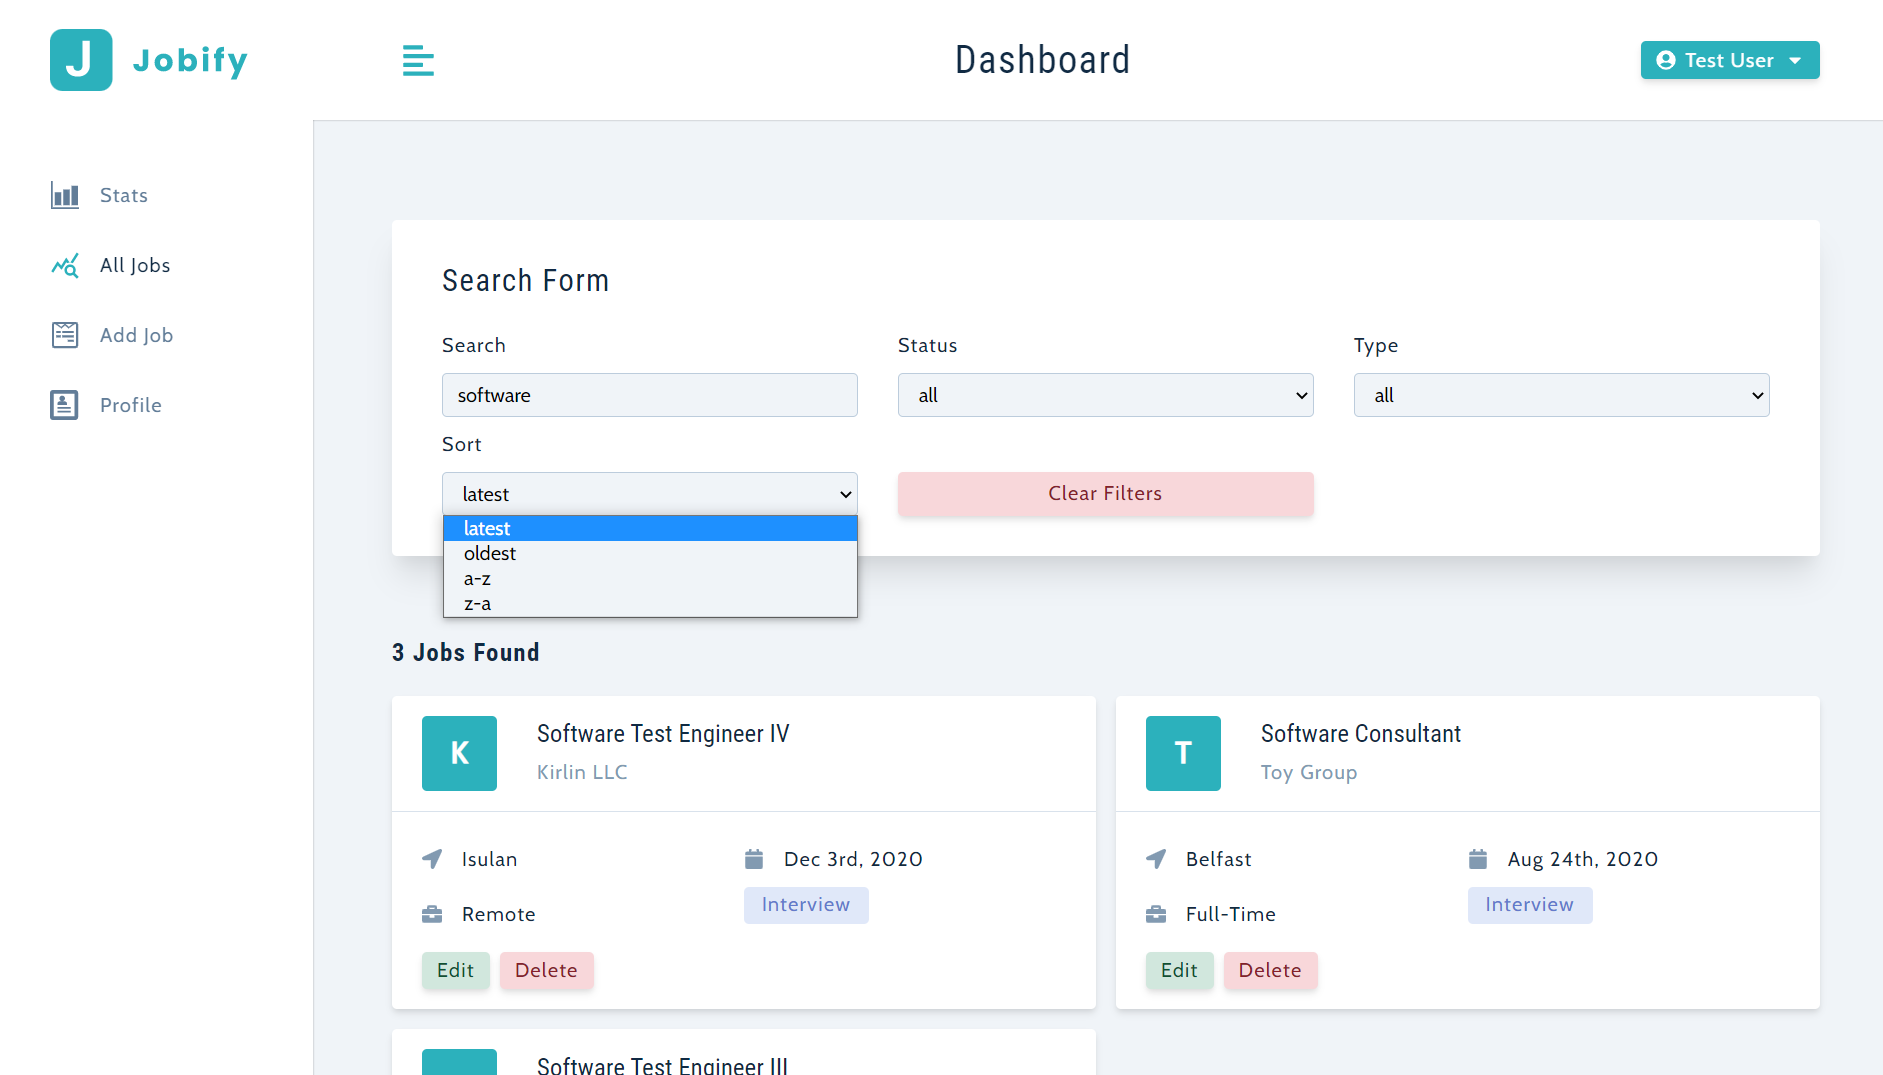 J Jobify
Dashboard
Test User
Stats
All Jobs
Add Job
Profile
Search Form
Search
Status
Type
software
all
all
Sort
latest
Clear Filters
latest
oldest
a-z
z-a
3 Jobs Found
K
Software Test Engineer IV
Kirlin LLC
Isulan
Dec 3rd, 2020
Remote
Interview
Edit
Delete
T
Software Consultant
Toy Group
Belfast
Aug 24th, 2020
Full-Time
Interview
Edit
Delete
Software Test Engineer III